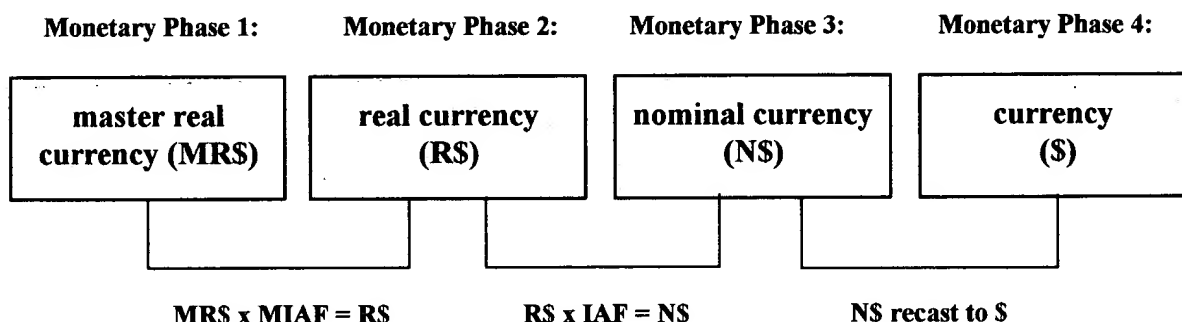 Monetary Phase 1: Monetary Phase 2: Monetary Phase 3: Monetary Phase 4:
master real
currency (MR$)
real currency
(R$)
nominal currency
(N$)
currency
($)
MR$ x MIAF = R$ R$ x IAF = N$ N$ recast to $